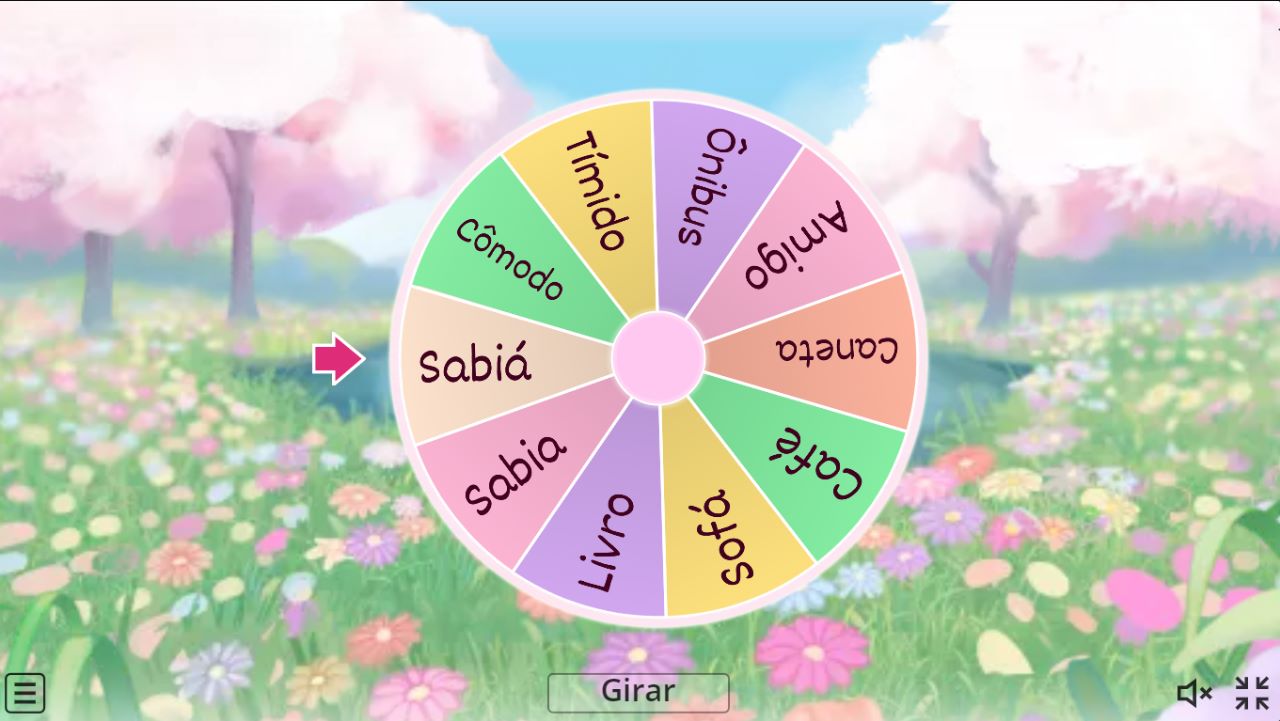 Ônibus
Amigo
Caneta
Café
Sofá
Livro
sabia
Sabiá
Cômodo
Tímido
Girar